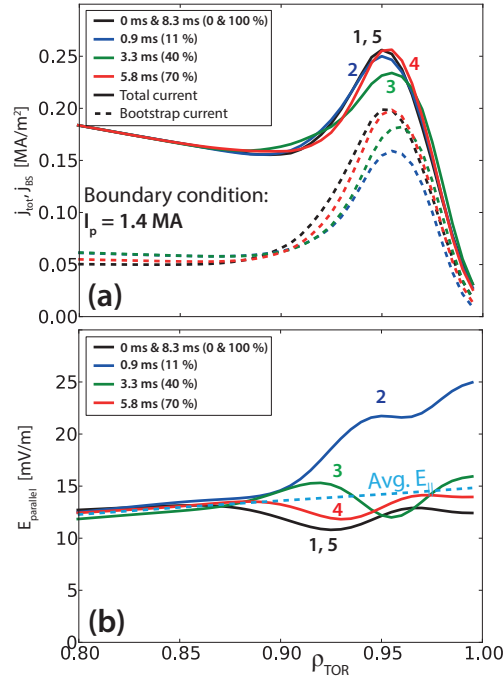 0 ms & 8.3 ms (0 & 100 %)
0.9 ms (11 %)
3.3 ms (40 %)
5.8 ms (70 %)
Total current
Bootstrap current
1, 5
2
4
3
0.25
0.20
0.15
0.10
0.05
0.00
j_tot, j_BS [MA/m²]
Boundary condition:
I_p = 1.4 MA
(a)
0 ms & 8.3 ms (0 & 100 %)
0.9 ms (11 %)
3.3 ms (40 %)
5.8 ms (70 %)
2
3
Avg. E_||
4
1, 5
25
20
15
10
5
0
E_parallel [mV/m]
(b)
0.80 0.85 0.90 0.95 1.00
ρ_TOR